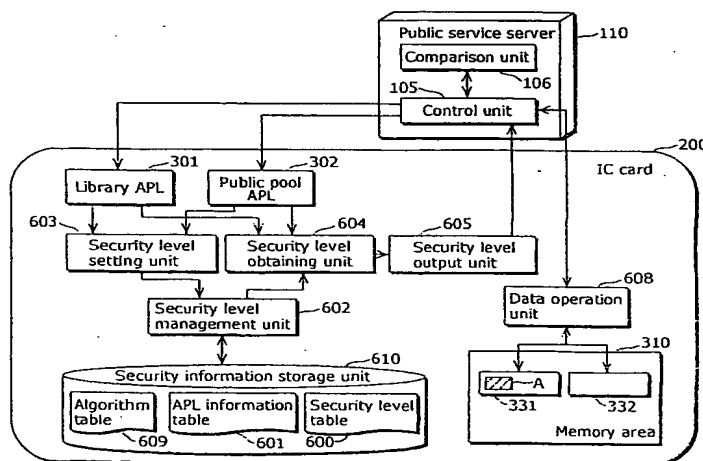 Public service server
110
Comparison unit
105
106
Control unit
200
IC card
301
302
Library APL
Public pool
APL
603
604
605
Security level
setting unit
Security level
obtaining unit
Security level
output unit
608
Security level
management unit
602
Data operation
unit
610
310
Security information storage unit
Algorithm
table
APL information
table
Security level
table
A
609
601
600
331
332
Memory area